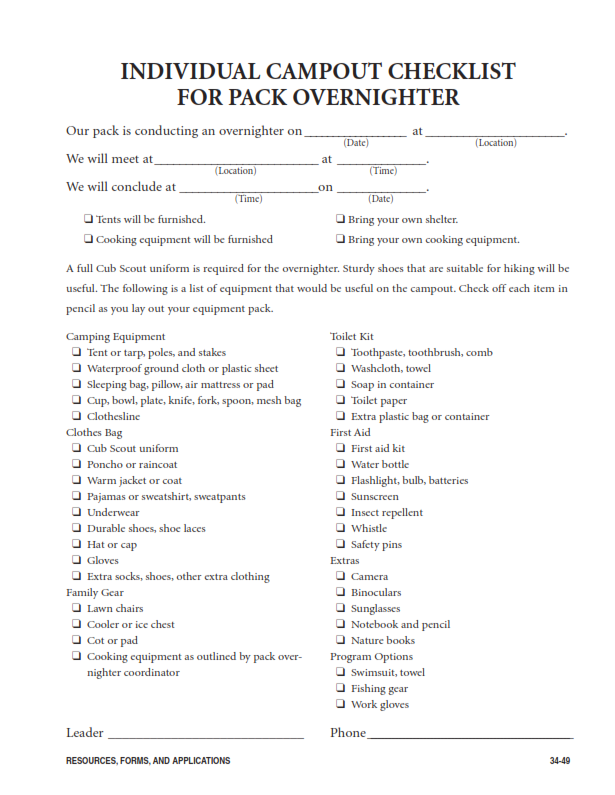 INDIVIDUAL CAMPOUT CHECKLIST
FOR PACK OVERNIGHTER
Our pack is conducting an overnighter on _______________ at ____________________.
(Date) (Location)
We will meet at ________________________ at _____________.
(Location) (Time)
We will conclude at ____________________ on _____________.
(Time) (Date)
❑ Tents will be furnished. ❑ Bring your own shelter.
❑ Cooking equipment will be furnished ❑ Bring your own cooking equipment.
A full Cub Scout uniform is required for the overnighter. Sturdy shoes that are suitable for hiking will be
useful. The following is a list of equipment that would be useful on the campout. Check off each item in
pencil as you lay out your equipment pack.
Camping Equipment
❑ Tent or tarp, poles, and stakes
❑ Waterproof ground cloth or plastic sheet
❑ Sleeping bag, pillow, air mattress or pad
❑ Cup, bowl, plate, knife, fork, spoon, mesh bag
❑ Clothesline
Clothes Bag
❑ Cub Scout uniform
❑ Poncho or raincoat
❑ Warm jacket or coat
❑ Pajamas or sweatshirt, sweatpants
❑ Underwear
❑ Durable shoes, shoe laces
❑ Hat or cap
❑ Gloves
❑ Extra socks, shoes, other extra clothing
Family Gear
❑ Lawn chairs
❑ Cooler or ice chest
❑ Cot or pad
❑ Cooking equipment as outlined by pack over-
nighter coordinator
Toilet Kit
❑ Toothpaste, toothbrush, comb
❑ Washcloth, towel
❑ Soap in container
❑ Toilet paper
❑ Extra plastic bag or container
First Aid
❑ First aid kit
❑ Water bottle
❑ Flashlight, bulb, batteries
❑ Sunscreen
❑ Insect repellent
❑ Whistle
❑ Safety pins
Extras
❑ Camera
❑ Binoculars
❑ Sunglasses
❑ Notebook and pencil
❑ Nature books
Program Options
❑ Swimsuit, towel
❑ Fishing gear
❑ Work gloves
Leader ______________________________ Phone ______________________________
RESOURCES, FORMS, AND APPLICATIONS 34-49